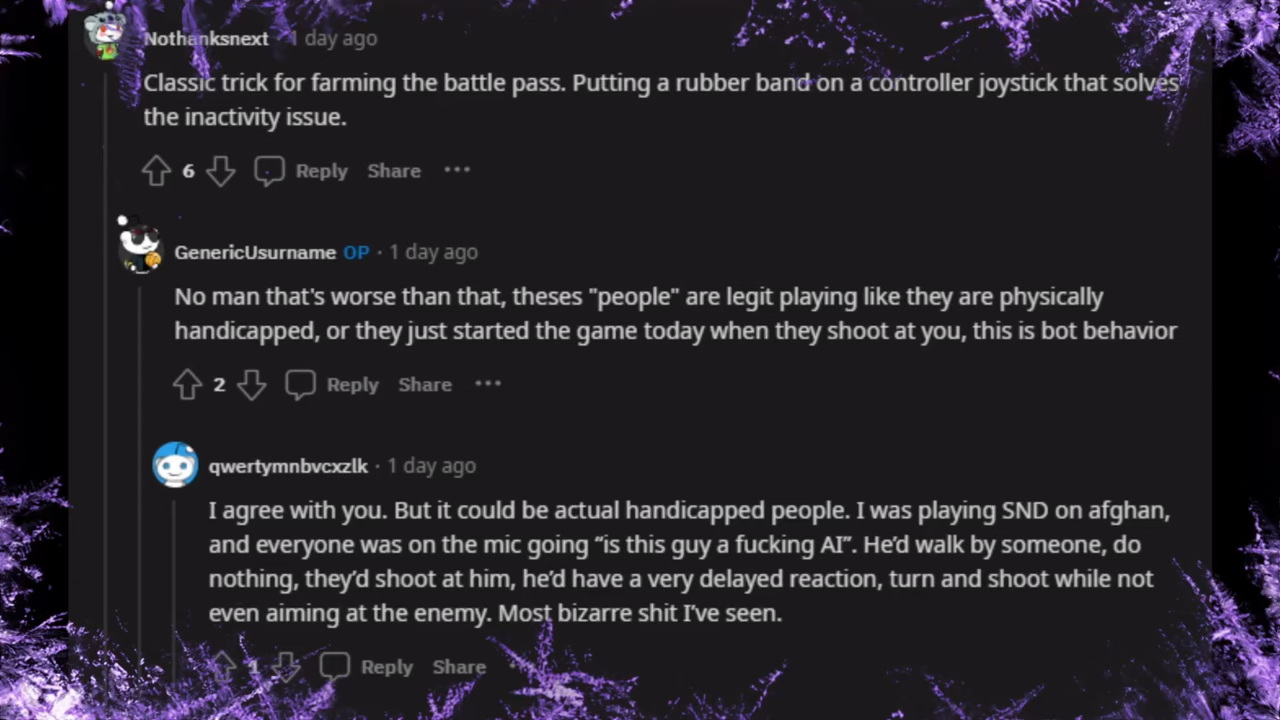 Nothanksnext · 1 day ago
Classic trick for farming the battle pass. Putting a rubber band on a controller joystick that solves
the inactivity issue.
6 Reply Share ···
GenericUsurname OP · 1 day ago
No man that's worse than that, theses "people" are legit playing like they are physically
handicapped, or they just started the game today when they shoot at you, this is bot behavior
2 Reply Share ···
qwertymnbvcxzlk · 1 day ago
I agree with you. But it could be actual handicapped people. I was playing SND on afghan,
and everyone was on the mic going “is this guy a fucking AI”. He’d walk by someone, do
nothing, they’d shoot at him, he’d have a very delayed reaction, turn and shoot while not
even aiming at the enemy. Most bizarre shit I’ve seen.
Reply Share